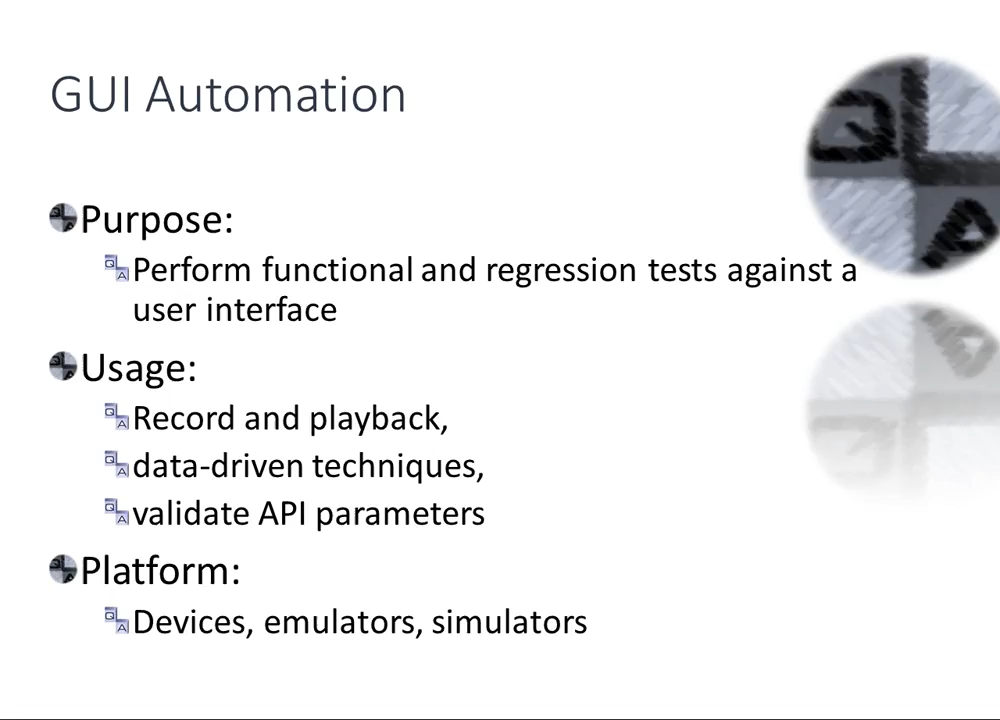 GUI Automation
Q
A
Purpose:
Perform functional and regression tests against a
user interface
Usage:
Record and playback,
data-driven techniques,
validate API parameters
Platform:
Devices, emulators, simulators